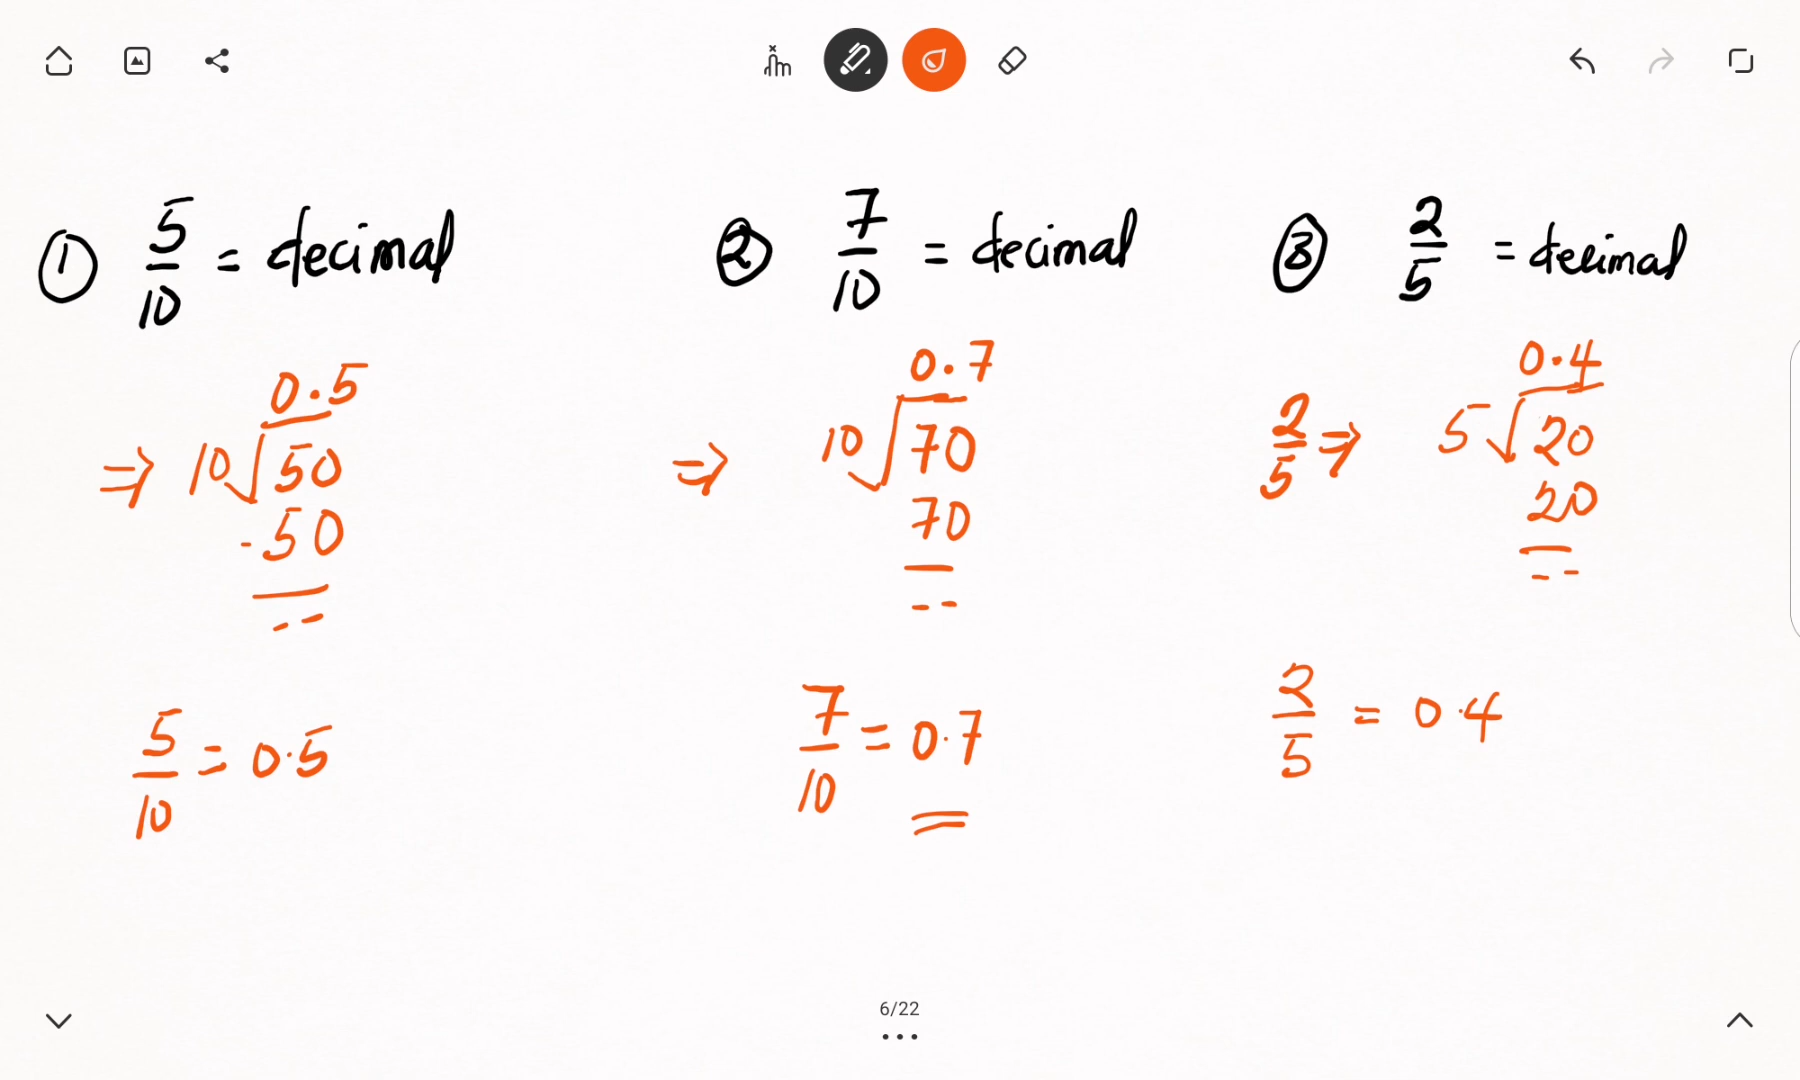 ① 5/10 = decimal
0.5
⇒ 10√50
-50
--
5/10 = 0.5
② 7/10 = decimal
0.7
⇒ 10√70
70
--
7/10 = 0.7
③ 2/5 = decimal
0.4
2/5 ⇒ 5√20
20
--
2/5 = 0.4
6/22